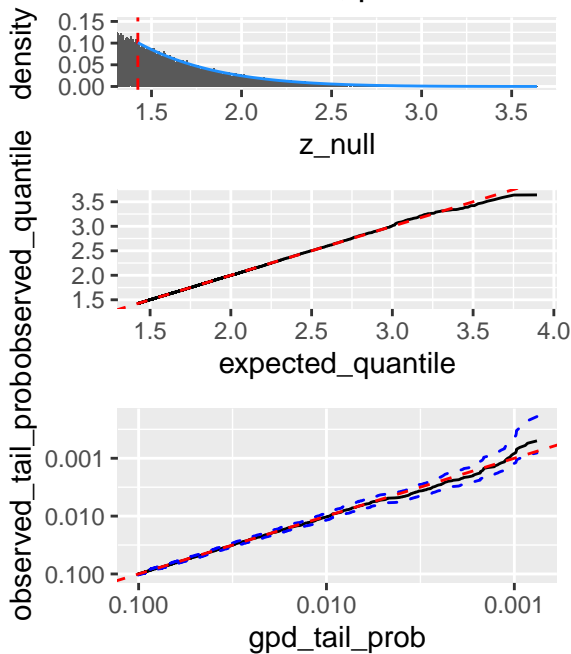 density
0.15
0.10
0.05
0.00
1.5 2.0 2.5 3.0 3.5
z_null
observed_quantile
3.5
3.0
2.5
2.0
1.5
1.5 2.0 2.5 3.0 3.5 4.0
expected_quantile
observed_tail_prob
0.001
0.010
0.100
0.100 0.010 0.001
gpd_tail_prob